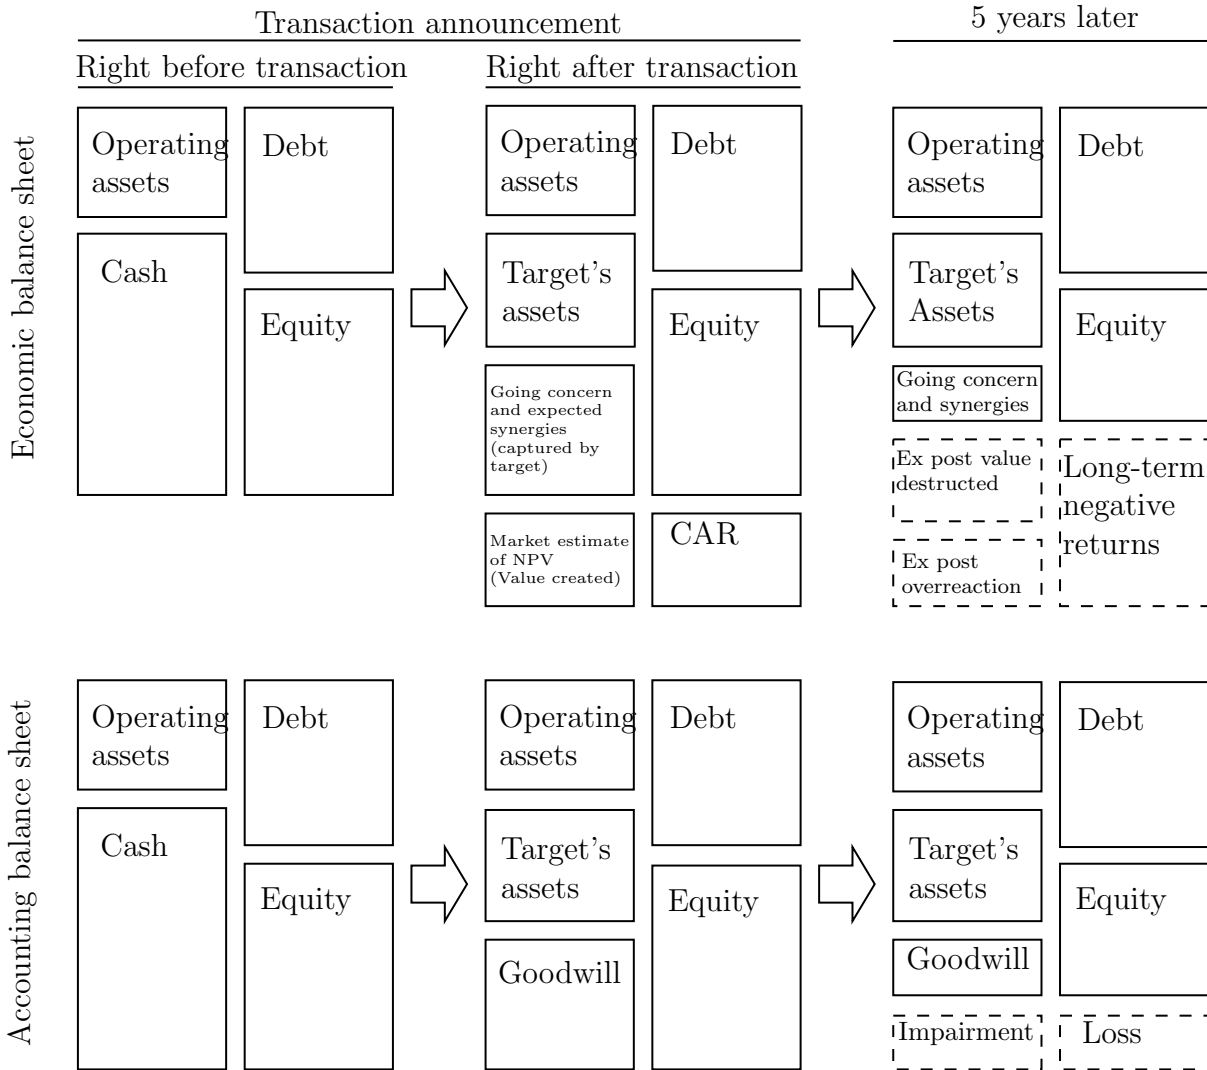 Transaction announcement
5 years later
Right before transaction
Right after transaction
Economic balance sheet
Operating
assets
Debt
Cash
Equity
Operating
assets
Debt
Target's
assets
Equity
Going concern
and expected
synergies
(captured by
target)
Market estimate
of NPV
(Value created)
CAR
Operating
assets
Debt
Target's
Assets
Equity
Going concern
and synergies
Ex post value
destructed
Long-term
negative
returns
Ex post
overreaction
Accounting balance sheet
Operating
assets
Debt
Cash
Equity
Operating
assets
Debt
Target's
assets
Equity
Goodwill
Operating
assets
Debt
Target's
assets
Equity
Goodwill
Impairment
Loss